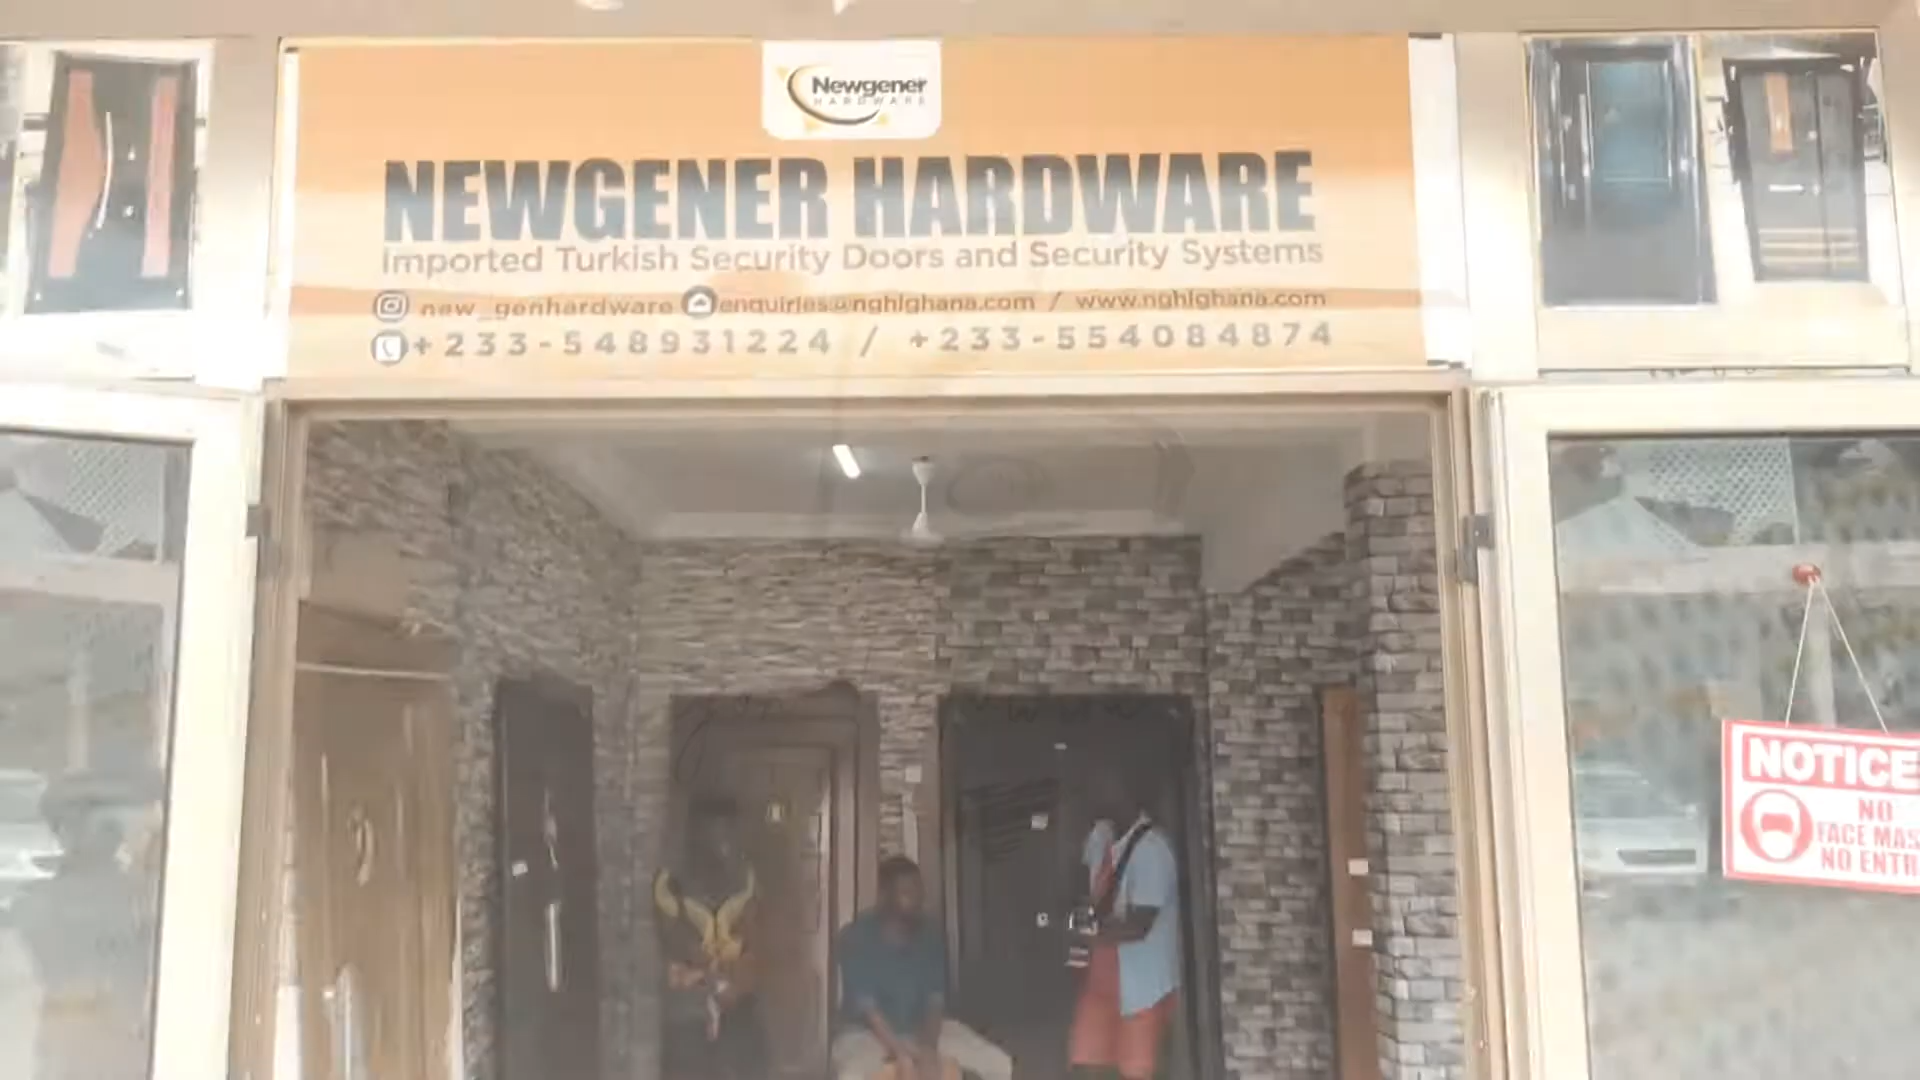 Newgener
HARDWARE
NEWGENER HARDWARE
Imported Turkish Security Doors and Security Systems
new_genhardware enquiries@nghlghana.com / www.nghlghana.com
+233-548931224 / +233-554084874
NOTICE
NO
FACE MAS
NO ENTR